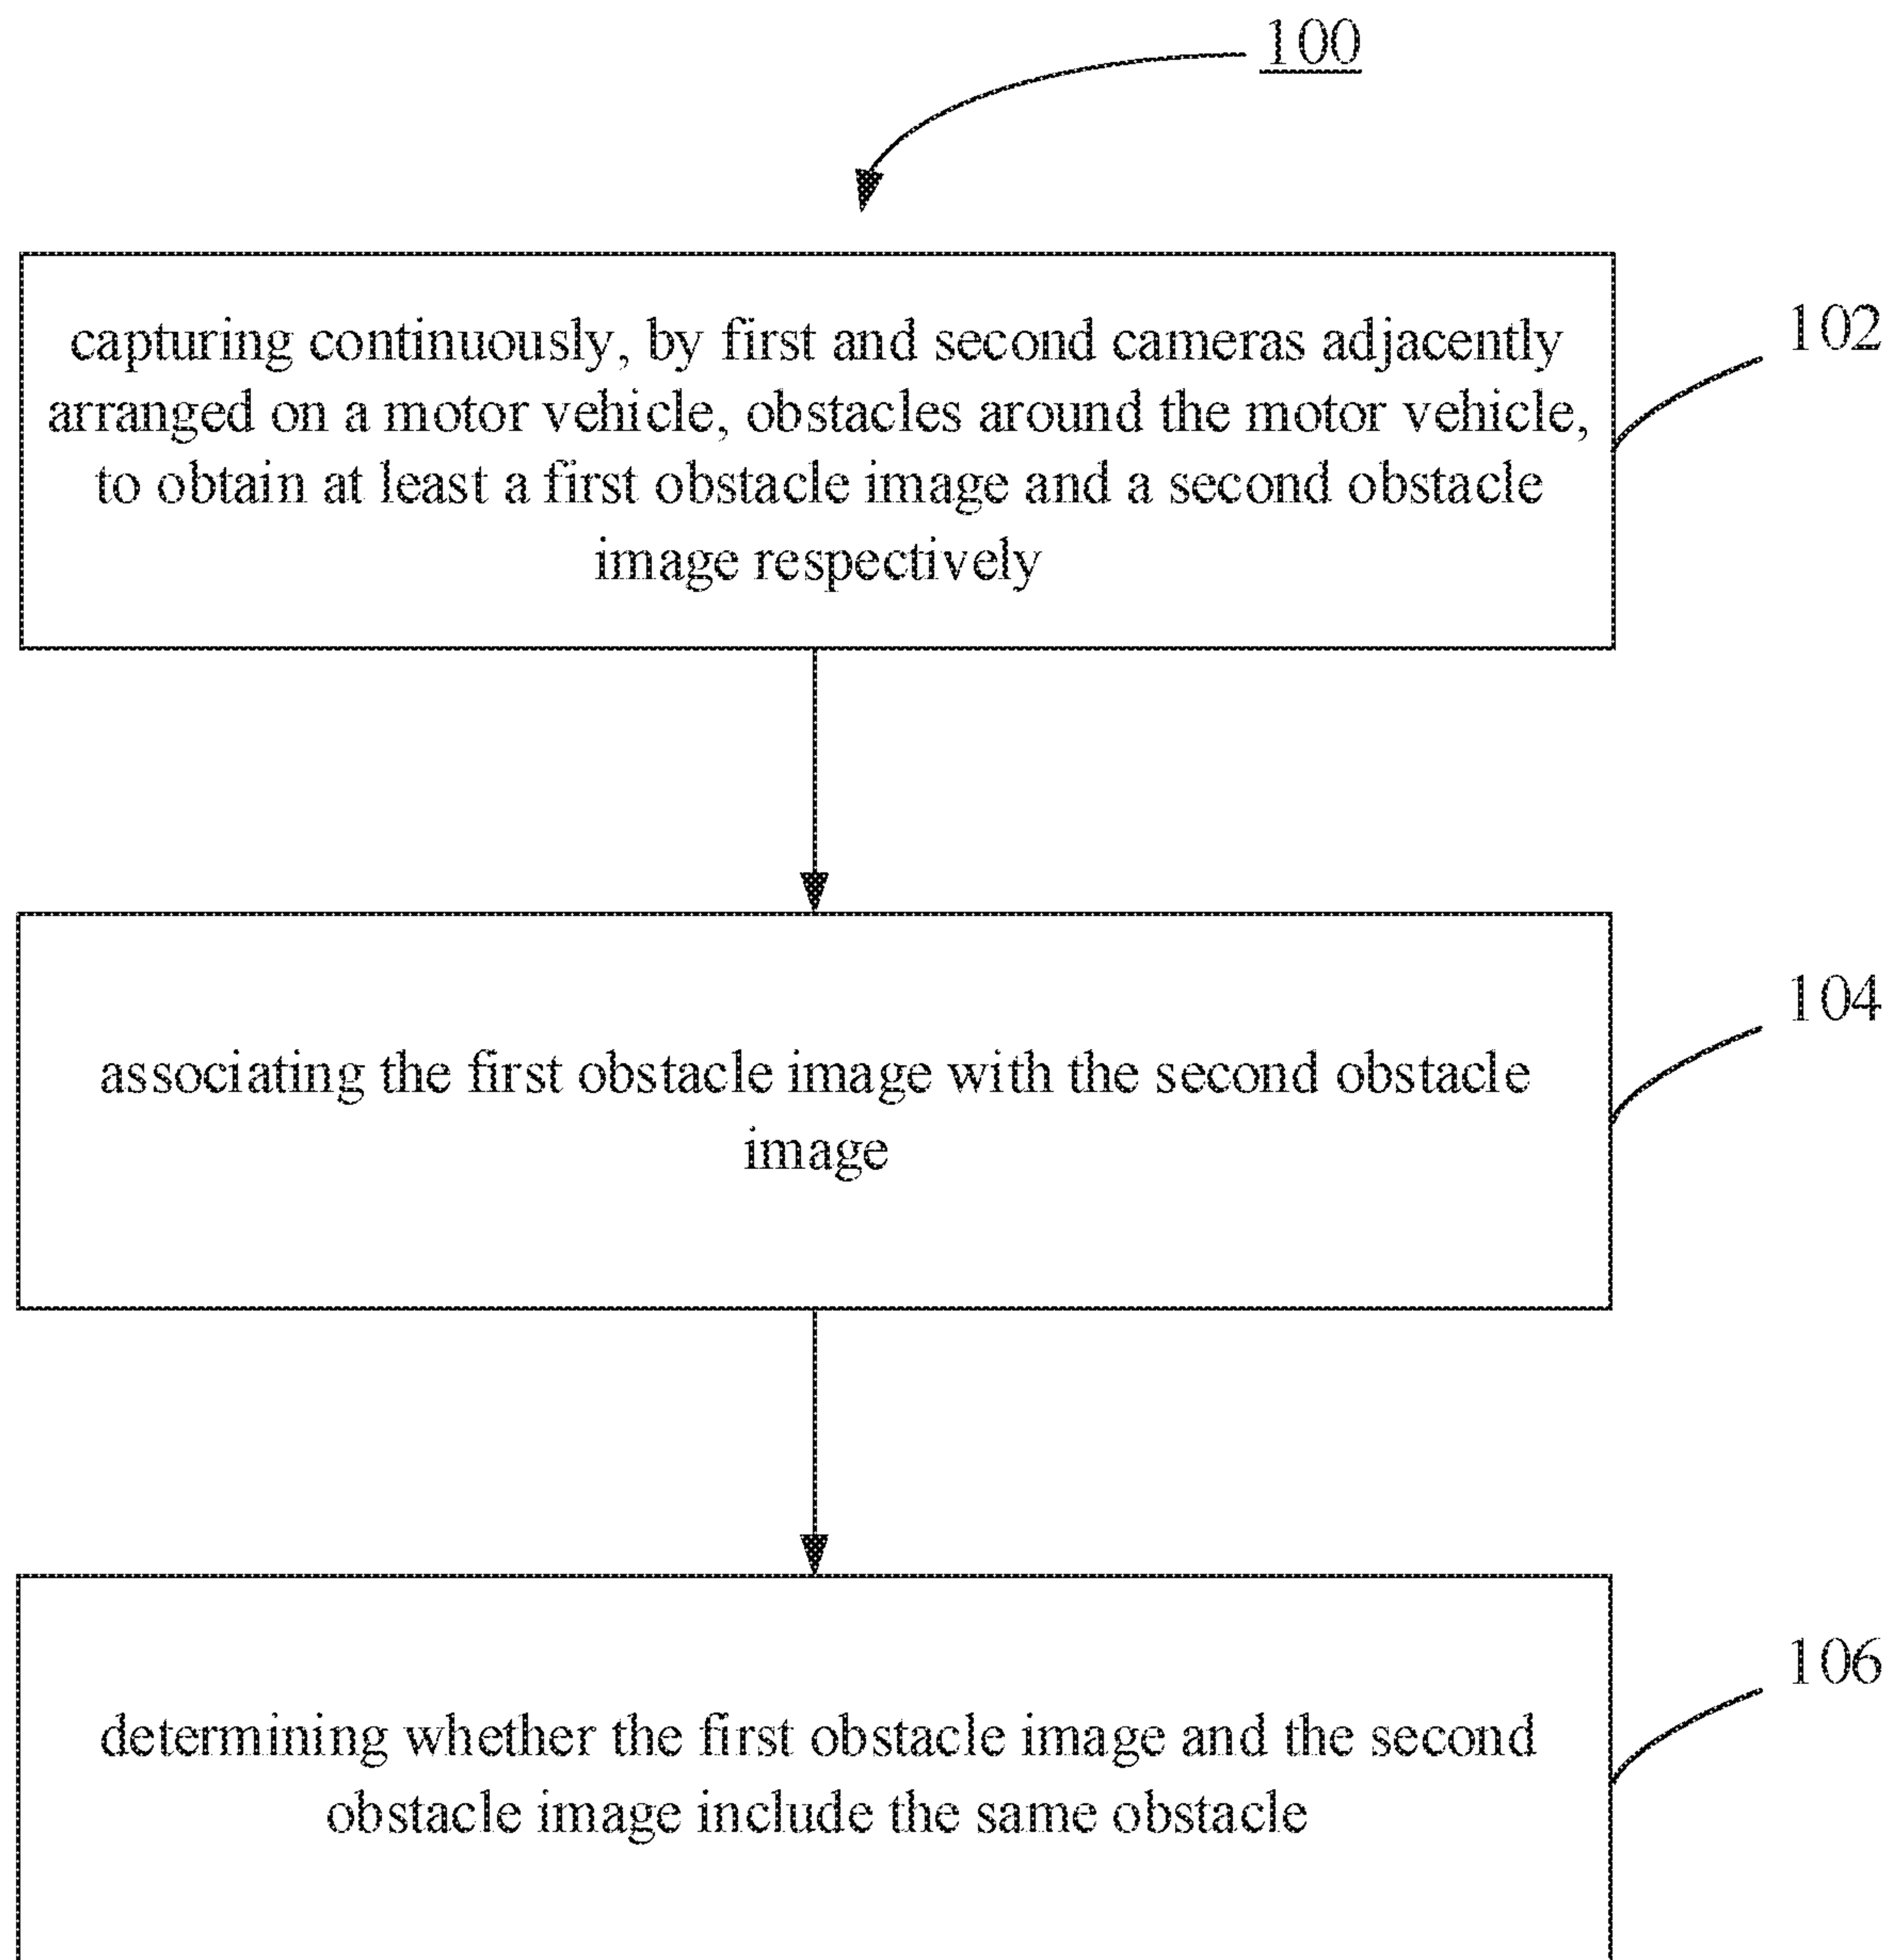 100
capturing continuously, by first and second cameras adjacently
arranged on a motor vehicle, obstacles around the motor vehicle,
to obtain at least a first obstacle image and a second obstacle
image respectively
102
associating the first obstacle image with the second obstacle
image
104
determining whether the first obstacle image and the second
obstacle image include the same obstacle
106